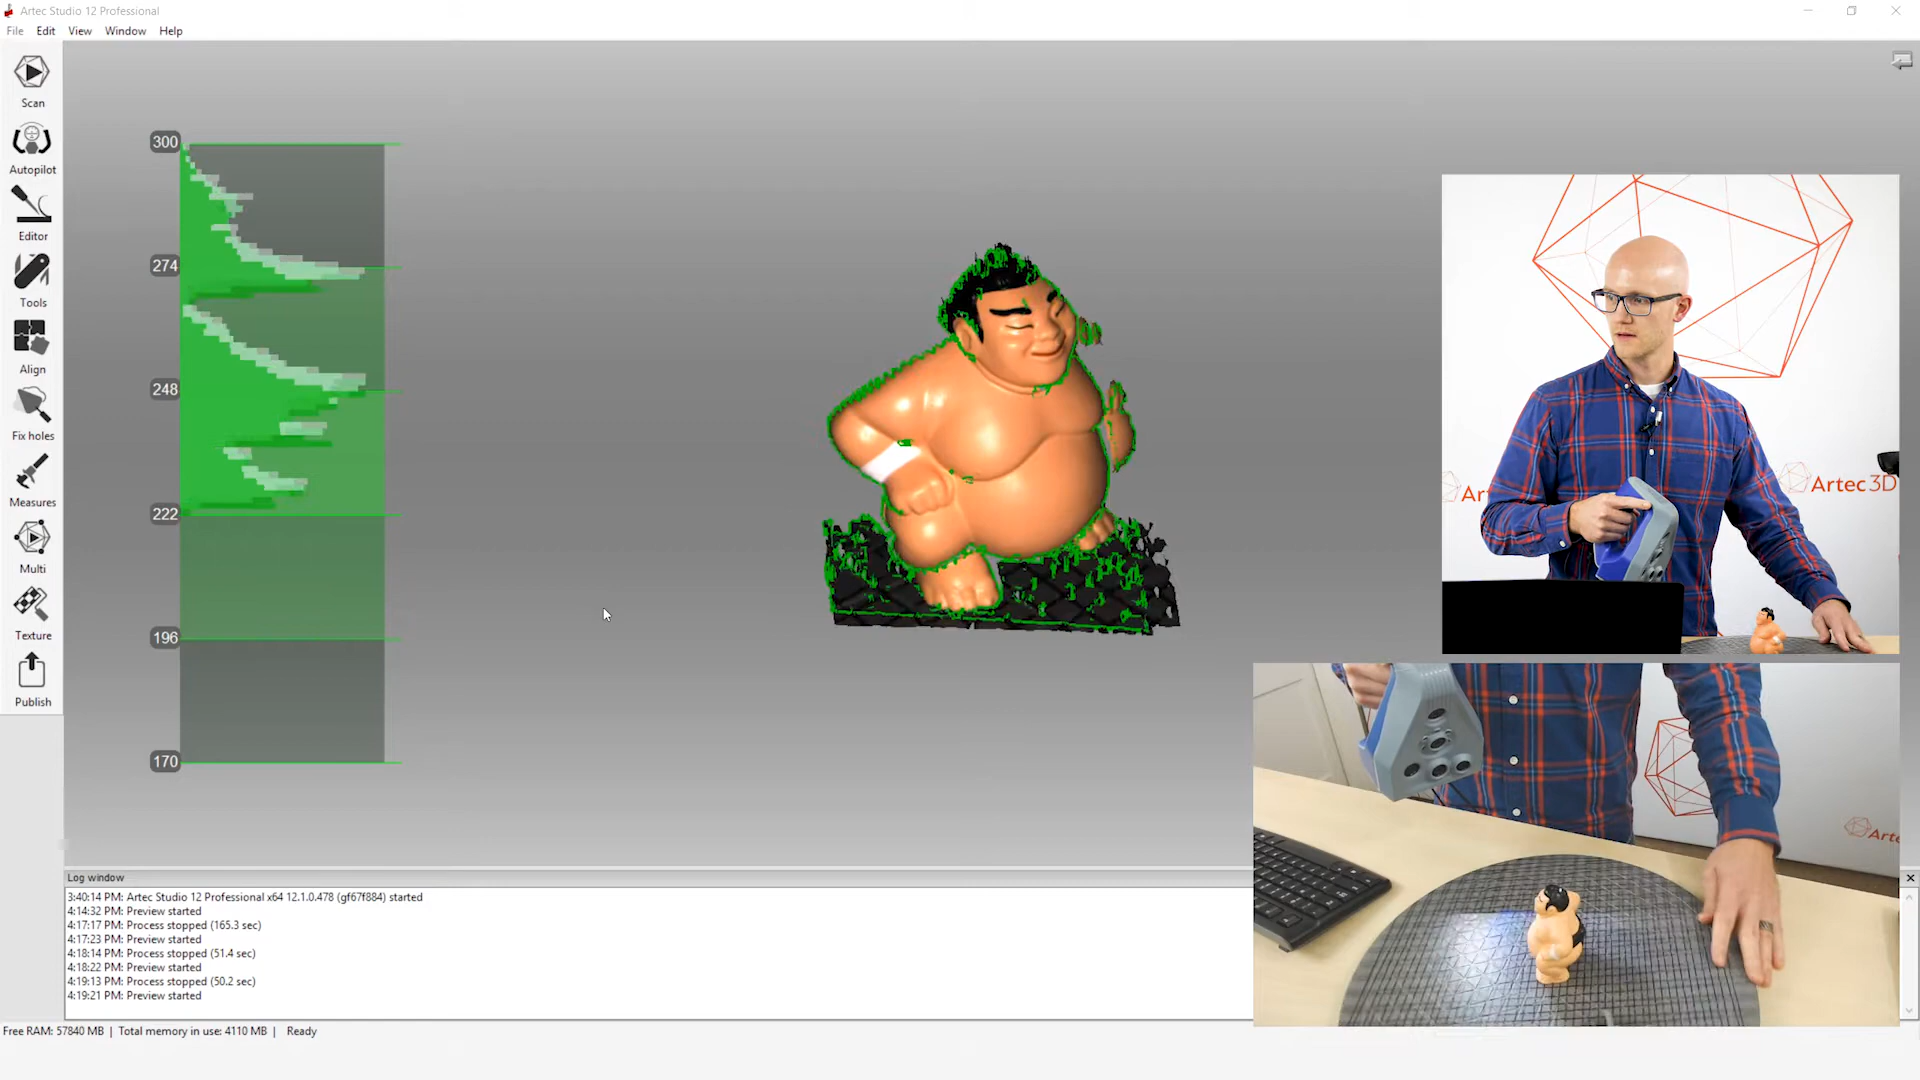 Artec Studio 12 Professional
File Edit View Window Help
Scan
Autopilot
Editor
Tools
Align
Fix holes
Measures
Multi
Texture
Publish
300
274
248
222
196
170
Artec 3D
Ar
Arte
Log window
3:40:14 PM: Artec Studio 12 Professional x64 12.1.0.478 (gf67f884) started
4:14:32 PM: Preview started
4:17:17 PM: Process stopped (165.3 sec)
4:17:23 PM: Preview started
4:18:14 PM: Process stopped (51.4 sec)
4:18:22 PM: Preview started
4:19:13 PM: Process stopped (50.2 sec)
4:19:21 PM: Preview started
Free RAM: 57840 MB | Total memory in use: 4110 MB | Ready